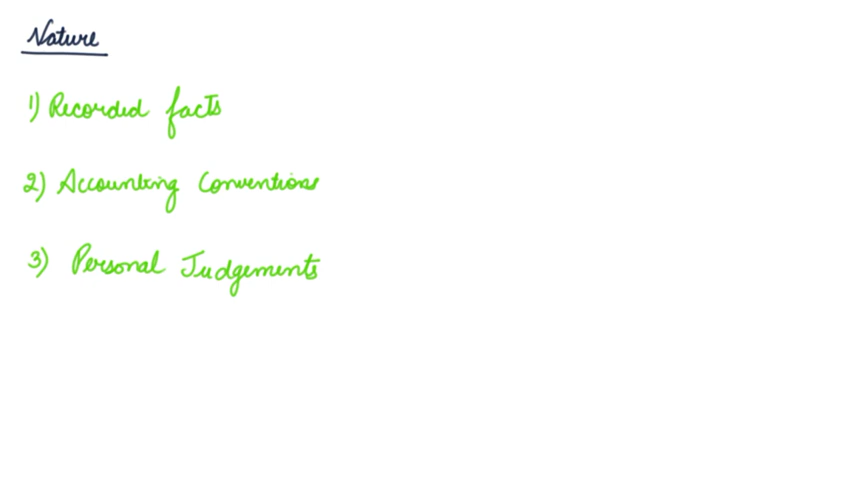 Nature
1) Recorded facts
2) Accounting Conventions
3) Personal Judgements